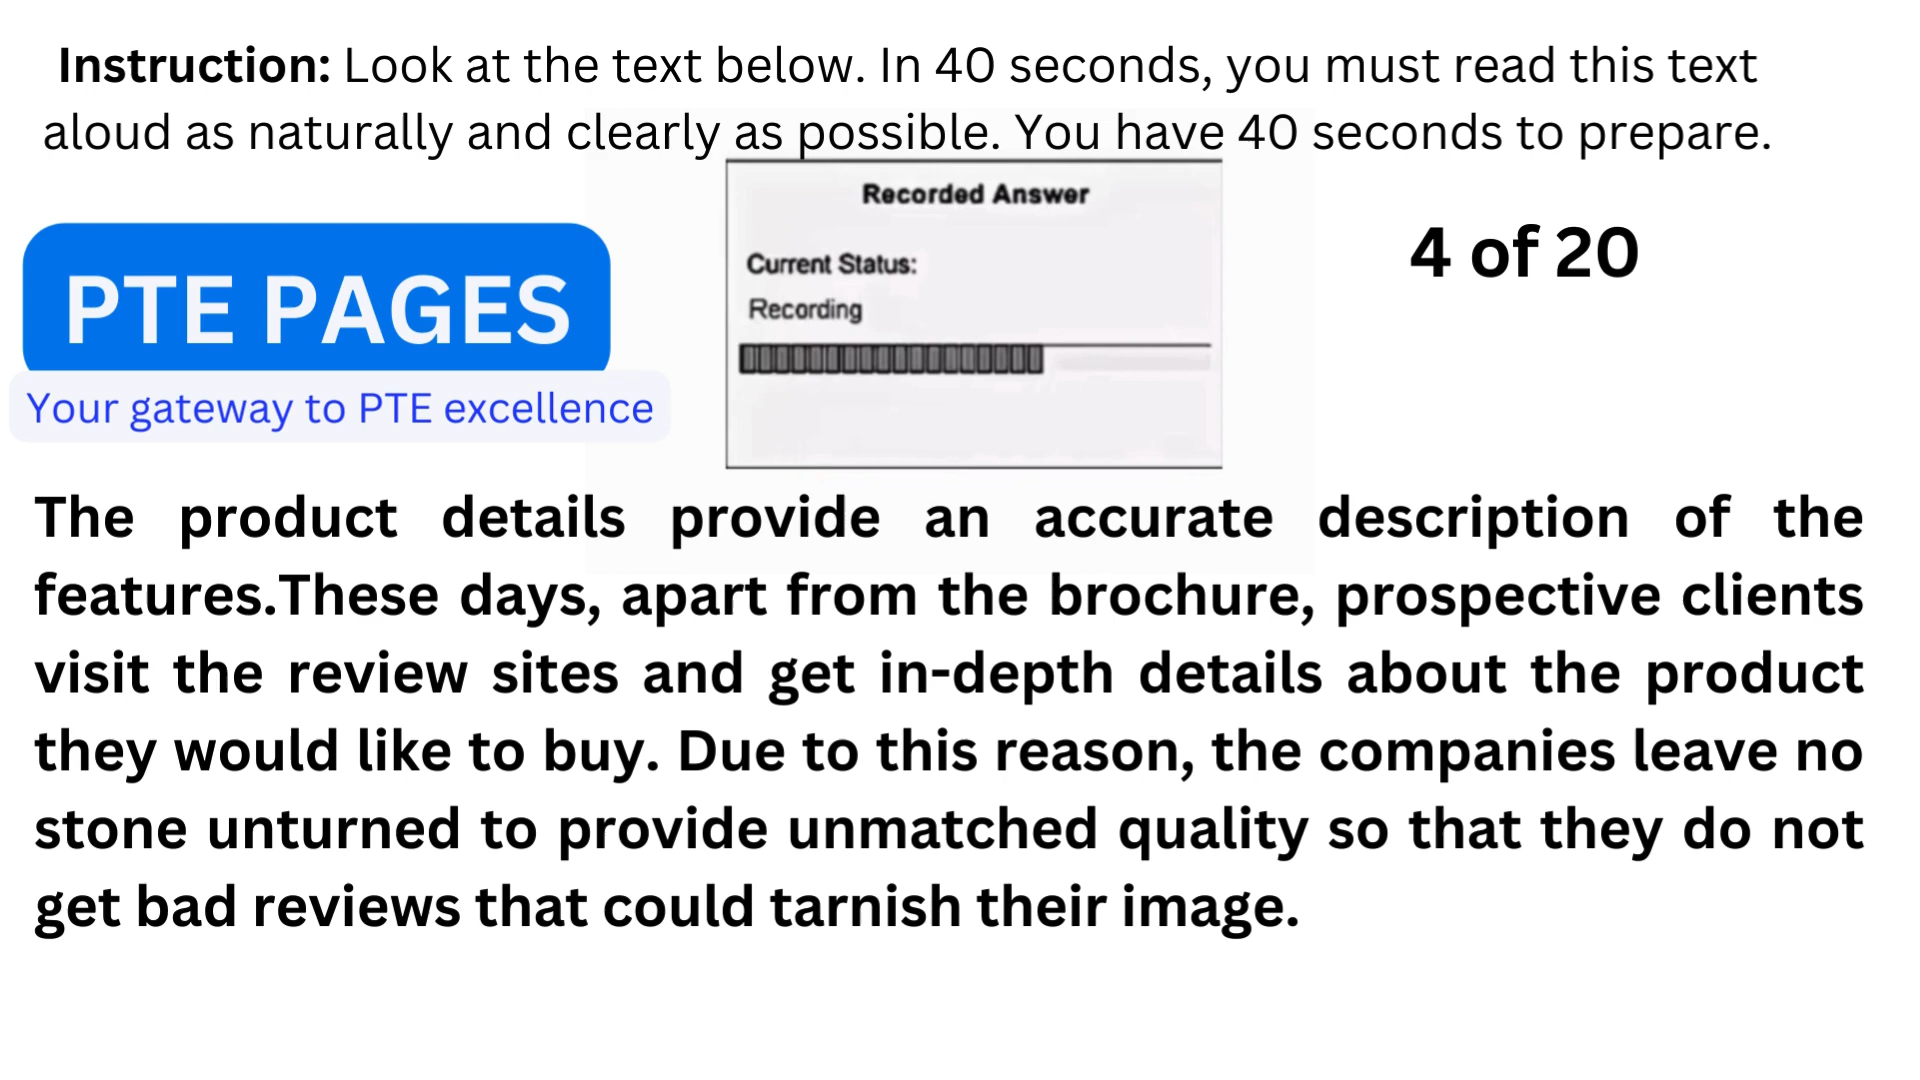 Instruction: Look at the text below. In 40 seconds, you must read this text
aloud as naturally and clearly as possible. You have 40 seconds to prepare.
Recorded Answer
Current Status:
Recording
4 of 20
PTE PAGES
Your gateway to PTE excellence
The product details provide an accurate description of the
features.These days, apart from the brochure, prospective clients
visit the review sites and get in-depth details about the product
they would like to buy. Due to this reason, the companies leave no
stone unturned to provide unmatched quality so that they do not
get bad reviews that could tarnish their image.